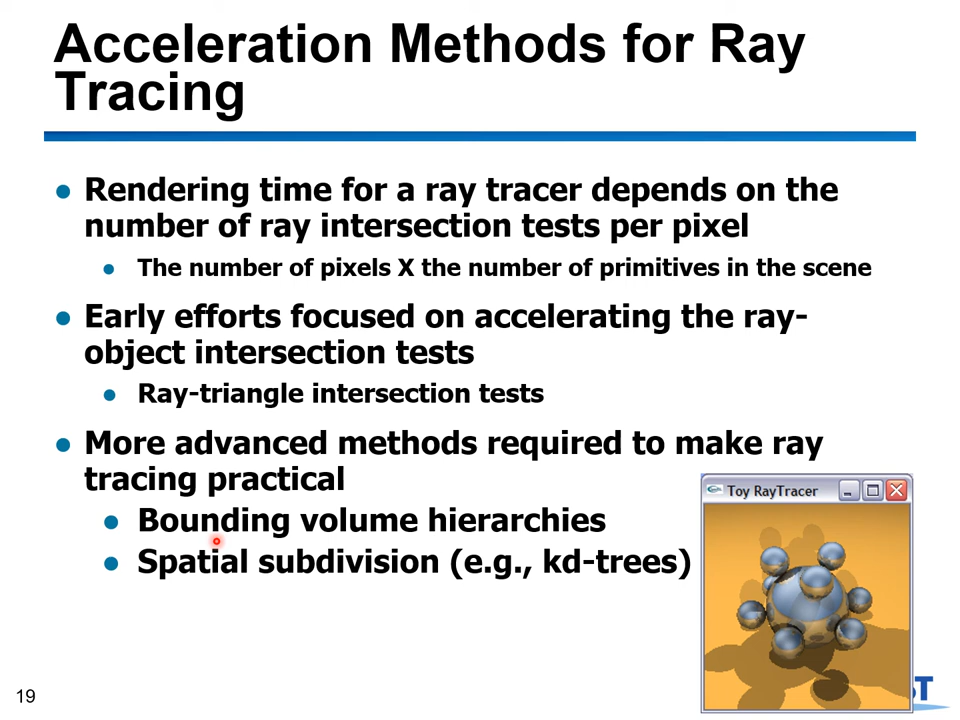 Acceleration Methods for Ray
Tracing
Rendering time for a ray tracer depends on the
number of ray intersection tests per pixel
The number of pixels X the number of primitives in the scene
Early efforts focused on accelerating the ray-
object intersection tests
Ray-triangle intersection tests
More advanced methods required to make ray
tracing practical
Bounding volume hierarchies
Spatial subdivision (e.g., kd-trees)
Toy RayTracer
19